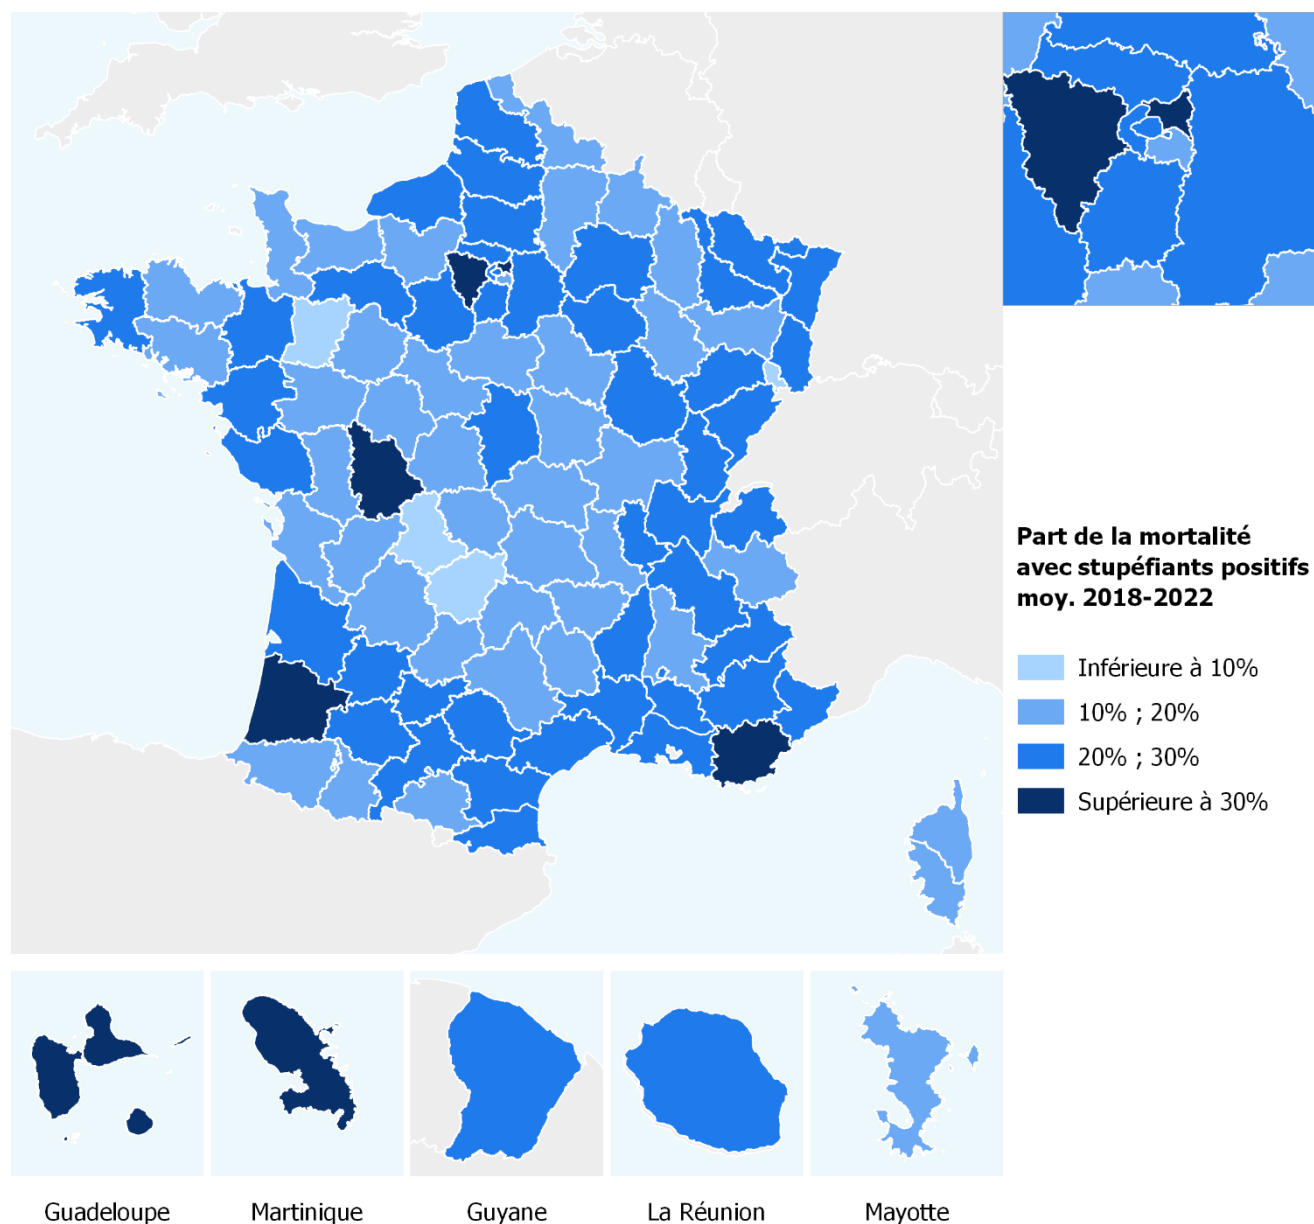 Part de la mortalité
avec stupéfiants positifs
moy. 2018-2022
Inférieure à 10%
10% ; 20%
20% ; 30%
Supérieure à 30%
Guadeloupe
Martinique
Guyane
La Réunion
Mayotte